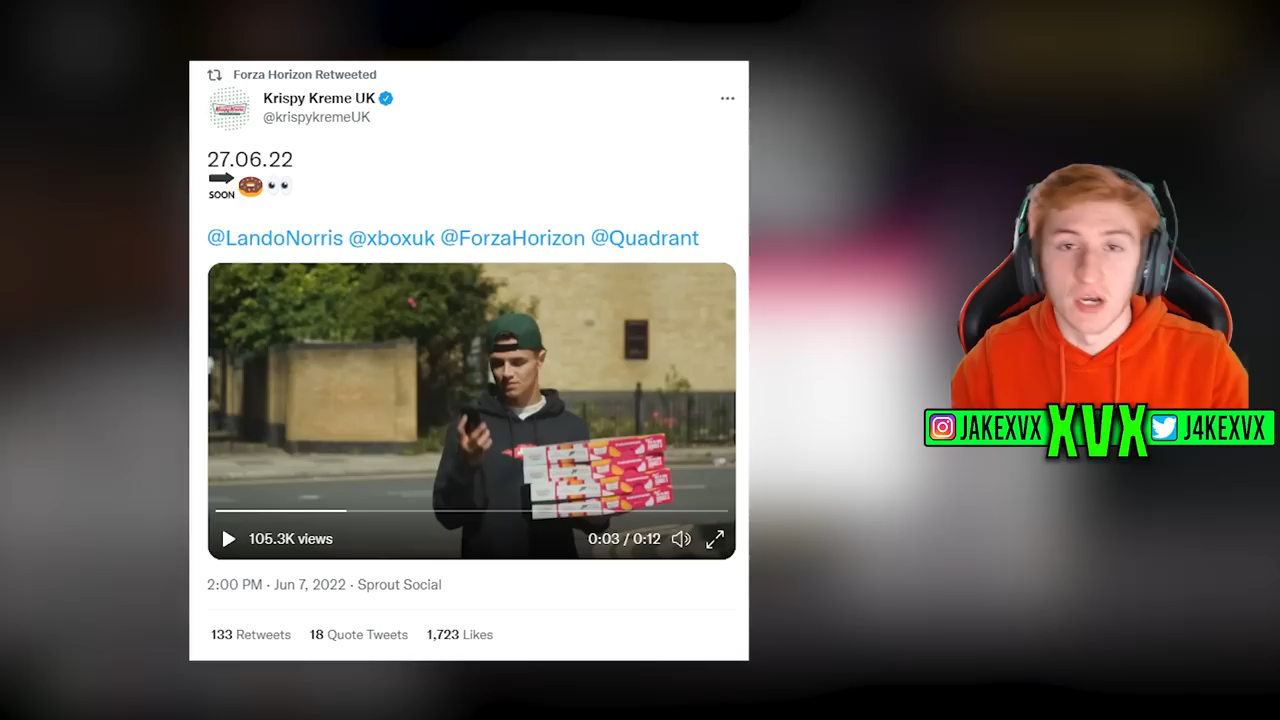 Forza Horizon Retweeted
Krispy Kreme UK
@krispykremeUK
27.06.22
SOON
@LandoNorris @xboxuk @ForzaHorizon @Quadrant
105.3K views
0:03 / 0:12
2:00 PM · Jun 7, 2022 · Sprout Social
133 Retweets 18 Quote Tweets 1,723 Likes
JAKEXVX XVX J4KEXVX